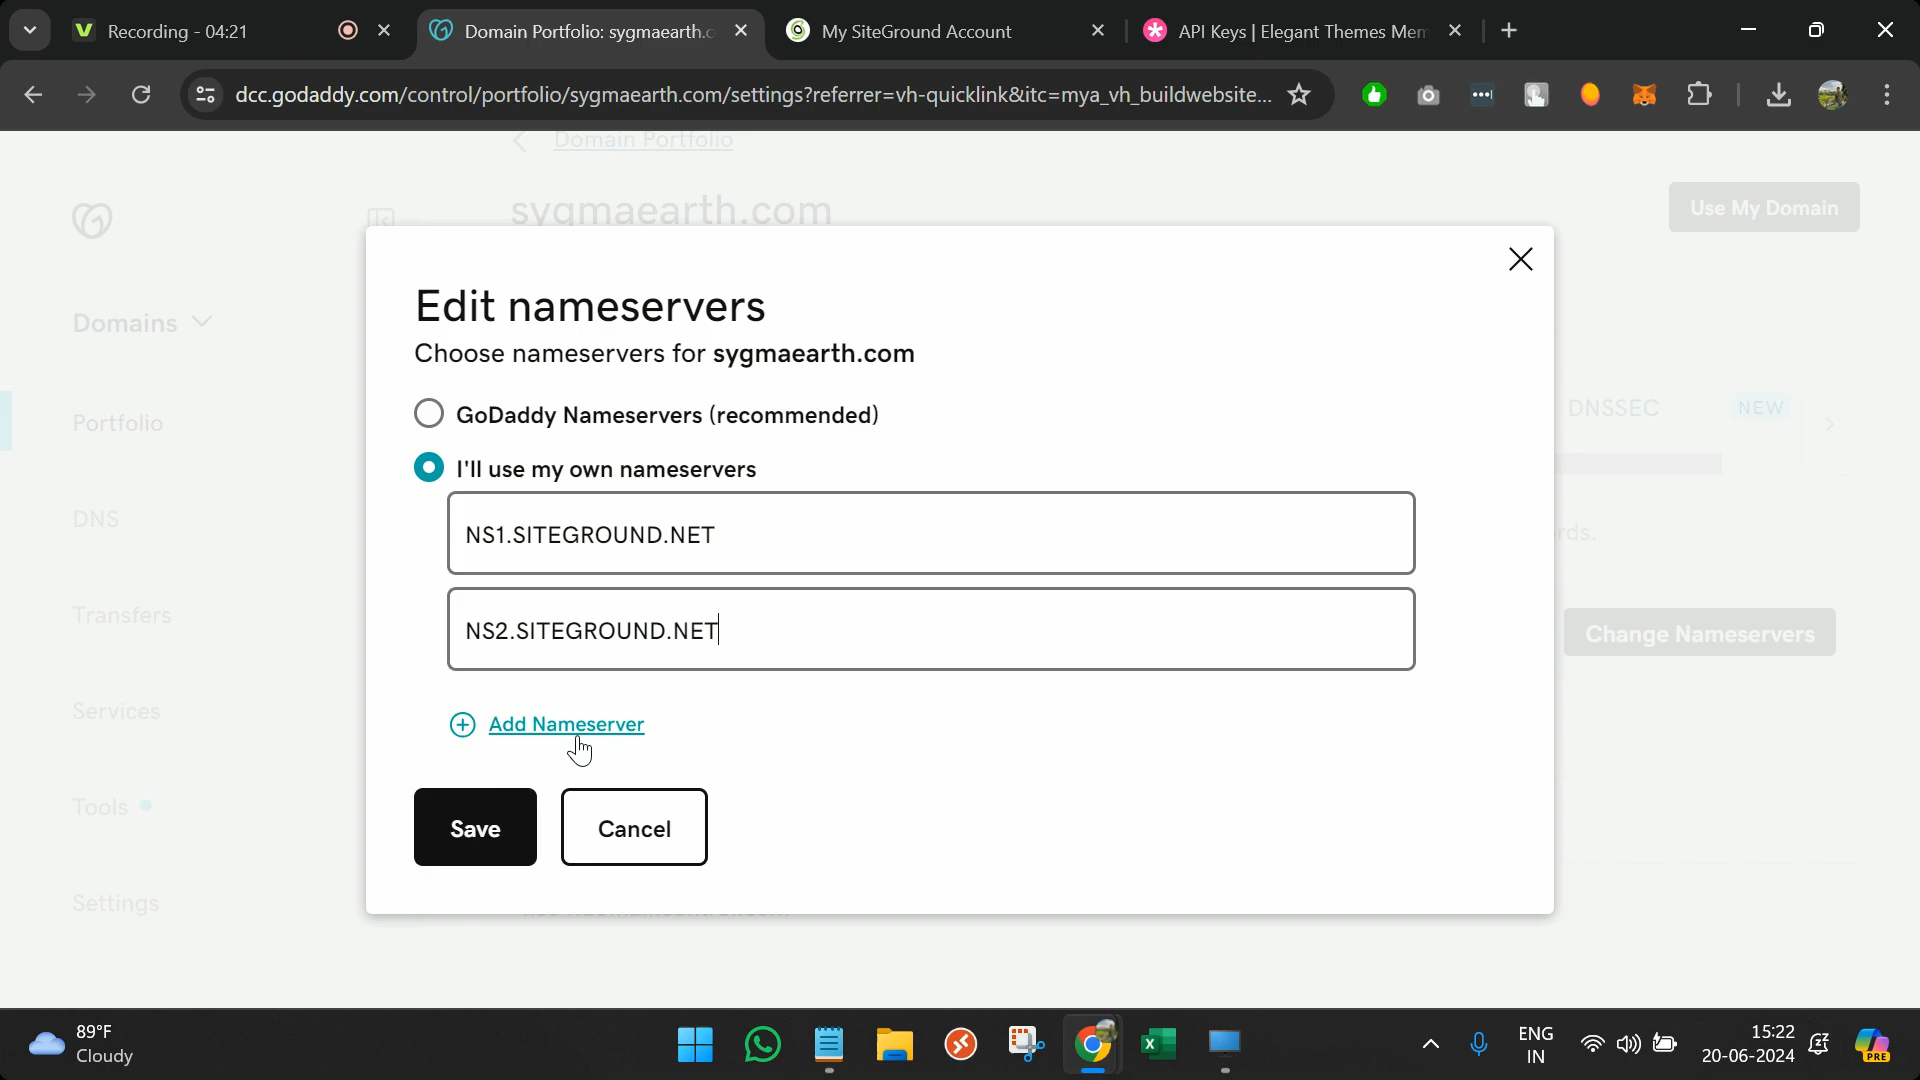 Recording - 04:21
Domain Portfolio: sygmaearth.c
My SiteGround Account
API Keys | Elegant Themes Mem
dcc.godaddy.com/control/portfolio/sygmaearth.com/settings?referrer=vh-quicklink&itc=mya_vh_buildwebsite...
Domain Portfolio
sygmaearth.com
Use My Domain
Domains
Portfolio
DNS
Transfers
Services
Tools
Settings
DNSSEC
NEW
rds.
Change Nameservers
Edit nameservers
Choose nameservers for sygmaearth.com
GoDaddy Nameservers (recommended)
I'll use my own nameservers
NS1.SITEGROUND.NET
NS2.SITEGROUND.NET
Add Nameserver
Save
Cancel
89°F
Cloudy
ENG
IN
15:22
20-06-2024
PRE